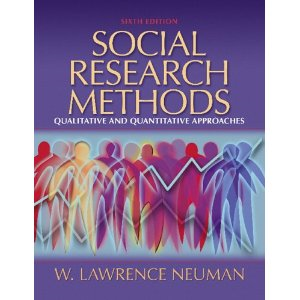 SIXTH EDITION
SOCIAL
RESEARCH
METHODS
QUALITATIVE AND QUANTITATIVE APPROACHES
W. LAWRENCE NEUMAN